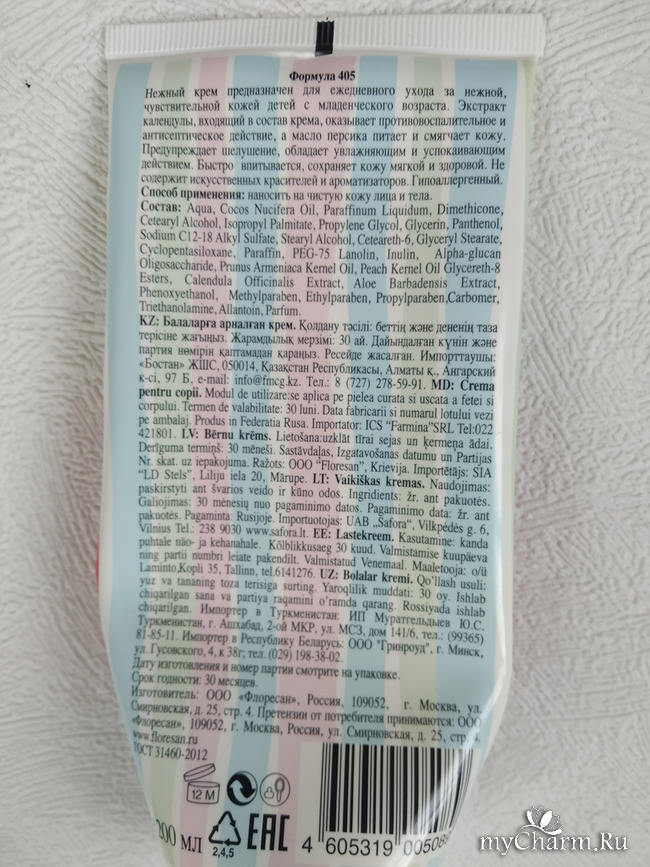 Формула 405
Нежный крем предназначен для ежедневного ухода за нежной,
чувствительной кожей детей с младенческого возраста. Экстракт
календулы, входящий в состав крема, оказывает противовоспалительное и
антисептическое действие, а масло персика питает и смягчает кожу.
Предупреждает шелушение, обладает увлажняющим и успокаивающим
действием. Быстро впитывается, сохраняет кожу мягкой и здоровой. Не
содержит искусственных красителей и ароматизаторов. Гипоаллергенный.
Способ применения: наносить на чистую кожу лица и тела.
Состав: Aqua, Cocos Nucifera Oil, Paraffinum Liquidum, Dimethicone,
Cetearyl Alcohol, Isopropyl Palmitate, Propylene Glycol, Glycerin, Panthenol,
Sodium C12-18 Alkyl Sulfate, Stearyl Alcohol, Ceteareth-6, Glyceryl Stearate,
Cyclopentasiloxane, Paraffin, PEG-75 Lanolin, Inulin, Alpha-glucan
Oligosaccharide, Prunus Armeniaca Kernel Oil, Peach Kernel Oil Glycereth-8
Esters, Calendula Officinalis Extract, Aloe Barbadensis Extract,
Phenoxyethanol, Methylparaben, Ethylparaben, Propylparaben,Carbomer,
Triethanolamine, Allantoin, Parfum.
KZ: Балаларға арналған крем. Қолдану тәсілі: беттің және дененің таза
терісіне жағыңыз. Жарамдылық мерзімі: 30 ай. Дайындалған күнін және
партия нөмірін қаптамадан қараңыз. Ресейде жасалған. Импорттаушы:
«Бостан» ЖШС, 050014, Қазақстан Республикасы, Алматы қ., Ангарский
к-сі, 97 Б, e-mail: info@fmcg.kz. Тел.: 8 (727) 278-59-91. MD: Crema
pentru copii. Modul de utilizare:se aplica pe pielea curata si uscata a fetei si
corpului. Termen de valabilitate: 30 luni. Data fabricarii si numarul lotului vezi
pe ambalaj. Produs in Federatia Rusa. Importator: ICS "Farmina"SRL Tel:022
421801. LV: Bērnu krēms. Lietošana:uzklāt tīrai sejas un ķermeņa ādai.
Derīguma termiņš: 30 mēneši. Sastāvdaļas, Izgatavošanas datumu un Partijas
Nr. skat. uz iepakojuma. Ražots: OOO "Floresan", Krievija. Importētājs: SIA
"LD Stels", Liliju iela 20, Mārupe. LT: Vaikiškas kremas. Naudojimas:
paskirstyti ant švarios veido ir kūno odos. Ingridients: žr. ant pakuotės.
Galiojimas: 30 mėnesių nuo pagaminimo datos. Pagaminimo data: žr. ant
pakuotės. Pagaminta: Rusijoje. Importuotojas: UAB „Safora", Vilkpėdės g. 6,
Vilnius Tel.: 238 9030 www.safora.lt. EE: Lastekreem. Kasutamine: kanda
puhtale näo- ja kehanahale. Kõlblikkusaeg 30 kuud. Valmistamise kuupäeva
ning partii numbri leiate pakendilt. Valmistatud Venemaal. Maaletooja: o/ü
Laminto,Kopli 35, Tallinn, tel.6141276. UZ: Bolalar kremi. Qo'llash usuli:
yuz va tananing toza terisiga surting. Yaroqlilik muddati: 30 oy. Ishlab
chiqarilgan sana va partiya raqamini o'ramda qarang. Rossiyada ishlab
chiqarilgan. Импортер в Туркменистан: ИП Мураттелдыев Ю.С.
Туркменистан, г. Ашхабад, 2-ой МКР, ул. МСЗ, дом 141/6, тел.: (99365)
81-85-11. Импортер в Республику Беларусь: ООО "Гринроуд", г. Минск,
ул. Гусовского, 4, к 38г; тел. (029) 198-38-02.
Дату изготовления и номер партии смотрите на упаковке.
Срок годности: 30 месяцев.
Изготовитель: ООО «Флоресан», Россия, 109052, г. Москва, ул.
Смирновская, д. 25, стр. 4. Претензии от потребителя принимаются: ООО
«Флоресан», 109052, г. Москва, Россия, ул. Смирновская, д. 25, стр. 4.
www.floresan.ru
ГОСТ 31460-2012
12 M
200 МЛ
2,4,5
EAC
4 605319 00508
myCharm.Ru